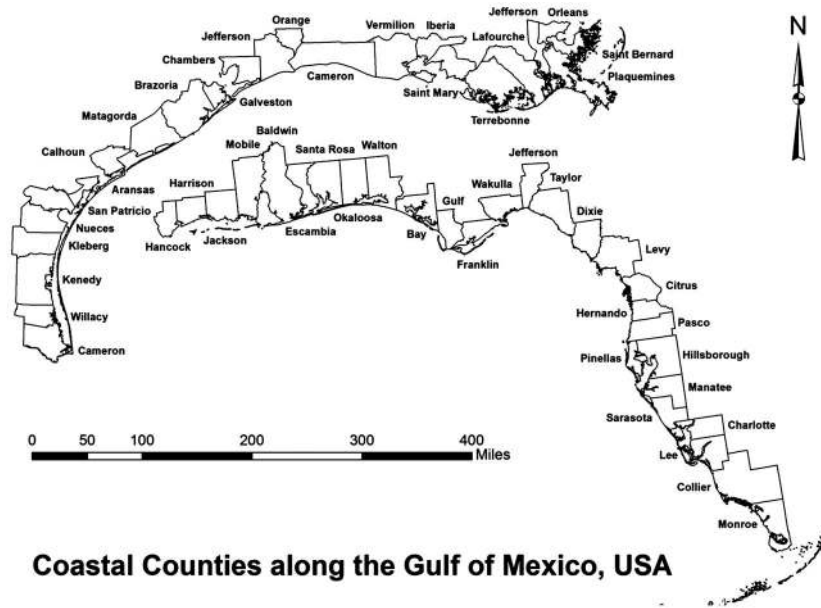 Orange
Jefferson
Vermilion Iberia
Jefferson Orleans
Lafourche
Chambers
Saint Bernard
Brazoria
Cameron
Plaquemines
Saint Mary
Galveston
Matagorda
Terrebonne
N
Baldwin
Mobile
Santa Rosa Walton
Calhoun
Jefferson
Harrison
Aransas
Wakulla
Taylor
Gulf
San Patricio
Dixie
Nueces
Okaloosa
Escambia
Bay
Jackson
Hancock
Kleberg
Levy
Franklin
Kenedy
Citrus
Hernando
Willacy
Pasco
Cameron
Pinellas
Hillsborough
Manatee
Sarasota
Charlotte
0 50 100 200 300 400
Miles
Lee
Collier
Monroe
Coastal Counties along the Gulf of Mexico, USA